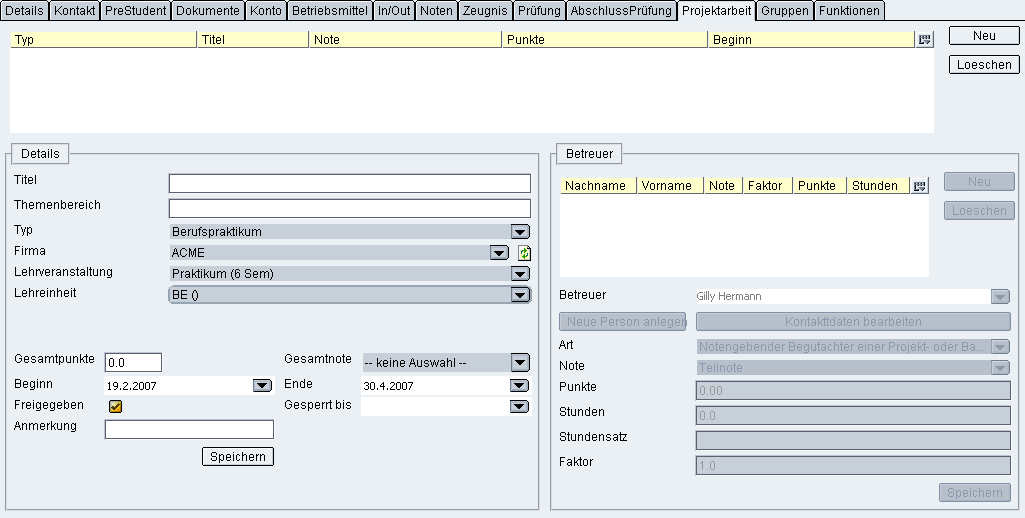 Details Kontakt PreStudent Dokumente Konto Betriebsmittel In/Out Noten Zeugnis Prüfung AbschlussPrüfung Projektarbeit Gruppen Funktionen
Typ Titel Note Punkte Beginn
Neu
Loeschen
Details
Titel
Themenbereich
Typ Berufspraktikum
Firma ACME
Lehrveranstaltung Praktikum (6 Sem)
Lehreinheit BE ()
Gesamtpunkte 0.0 Gesamtnote -- keine Auswahl --
Beginn 19.2.2007 Ende 30.4.2007
Freigegeben Gesperrt bis
Anmerkung
Speichern
Betreuer
Nachname Vorname Note Faktor Punkte Stunden
Neu
Loeschen
Betreuer Gilly Hermann
Neue Person anlegen Kontakttdaten bearbeiten
Art Notengebender Begutachter einer Projekt- oder Ba...
Note Teilnote
Punkte 0.00
Stunden 0.0
Stundensatz
Faktor 1.0
Speichern